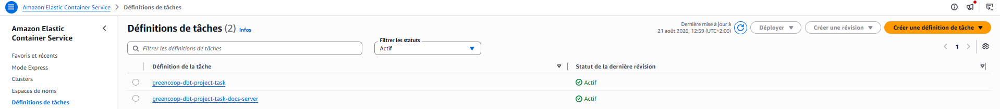 Amazon Elastic Container Service > Définitions de tâches
Amazon Elastic
Container Service
Favoris et récents
Mode Express
Clusters
Espaces de noms
Définitions de tâches
Définitions de tâches (2) Infos
Dernière mise à jour à
21 août 2026, 12:59 (UTC+2:00)
Déployer
Créer une révision
Créer une définition de tâche
Filtrer les définitions de tâches
Filtrer les statuts
Actif
1
Définition de la tâche Statut de la dernière révision
greencoop-dbt-project-task Actif
greencoop-dbt-project-task-docs-server Actif